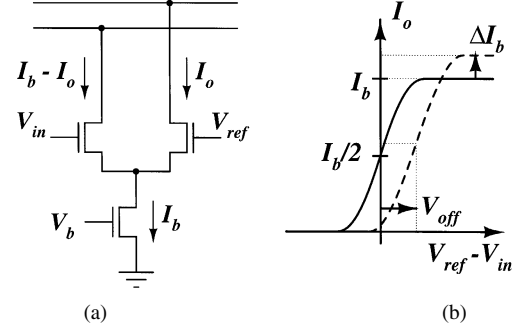 I_b - I_o
I_o
V_in
V_ref
V_b
I_b
(a)
I_o
ΔI_b
I_b
I_b/2
V_off
V_ref - V_in
(b)